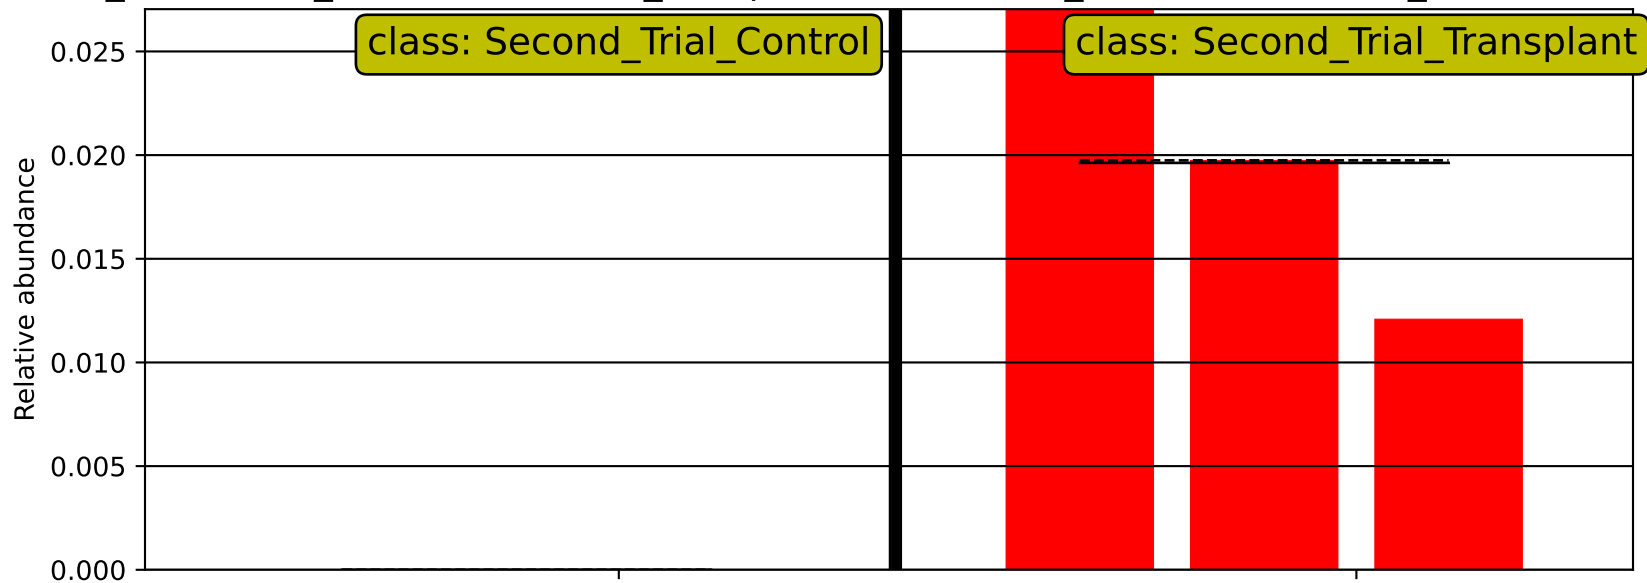 class: Second_Trial_Control
class: Second_Trial_Transplant
0.025
0.020
0.015
0.010
0.005
0.000
Relative abundance